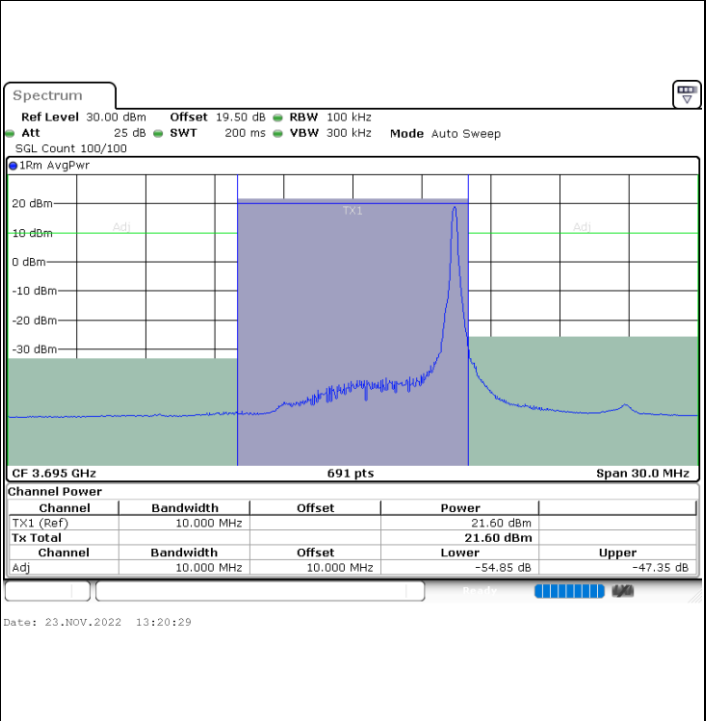 Spectrum
Ref Level 30.00 dBm Offset 19.50 dB RBW 100 kHz
Att 25 dB SWT 200 ms VBW 300 kHz Mode Auto Sweep
SGL Count 100/100
1Rm AvgPwr
20 dBm
TX1
Adj Adj
10 dBm
0 dBm
-10 dBm
-20 dBm
-30 dBm
CF 3.695 GHz 691 pts Span 30.0 MHz
Channel Power
Channel Bandwidth Offset Power
TX1 (Ref) 10.000 MHz 21.60 dBm
Tx Total 21.60 dBm
Channel Bandwidth Offset Lower Upper
Adj 10.000 MHz 10.000 MHz -54.85 dB -47.35 dB
Ready
Date: 23.NOV.2022 13:20:29